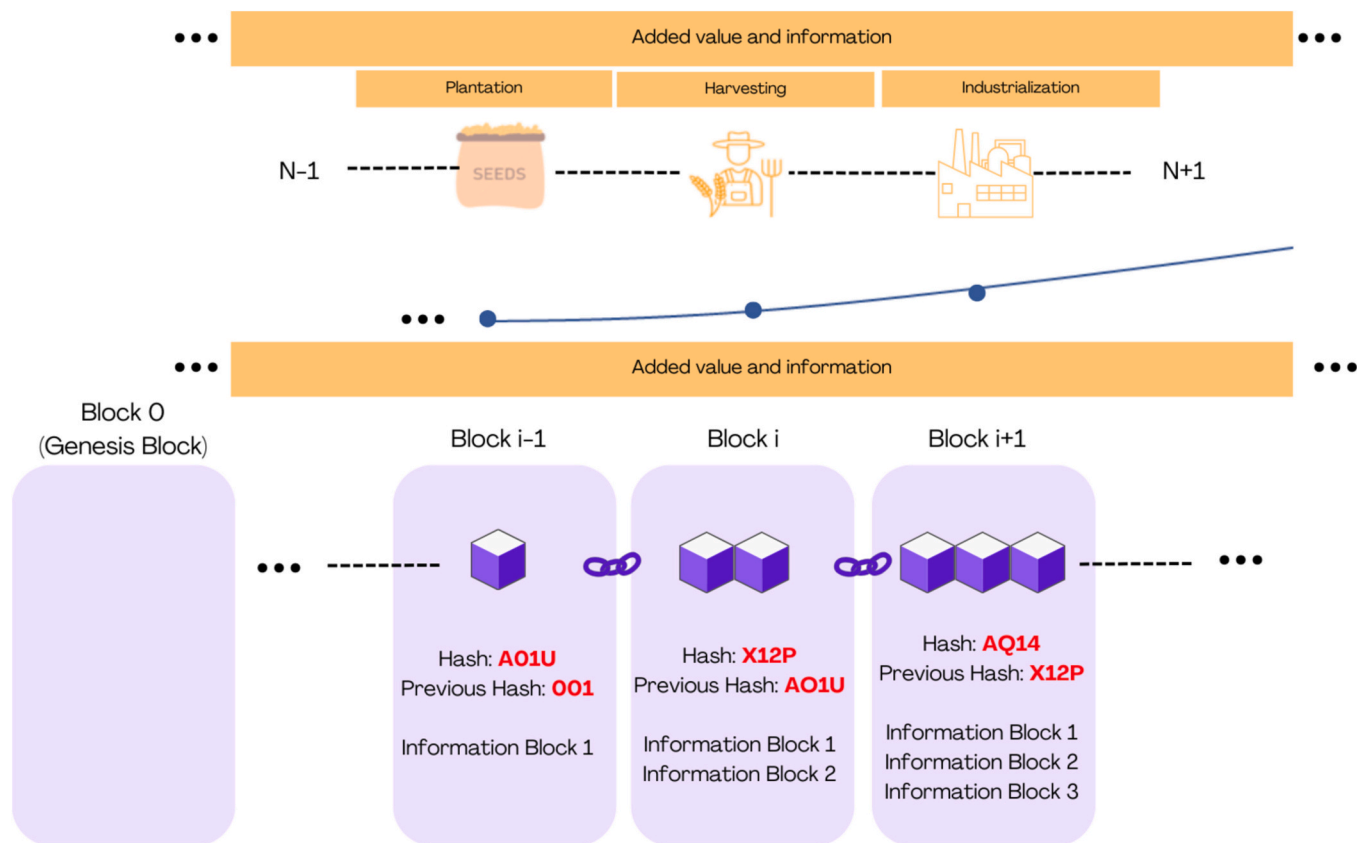 Added value and information
Plantation
Harvesting
Industrialization
N-1
SEEDS
N+1
Added value and information
Block 0
(Genesis Block)
Block i-1
Block i
Block i+1
Hash: A01U
Previous Hash: 001
Information Block 1
Hash: X12P
Previous Hash: AO1U
Information Block 1
Information Block 2
Hash: AQ14
Previous Hash: X12P
Information Block 1
Information Block 2
Information Block 3